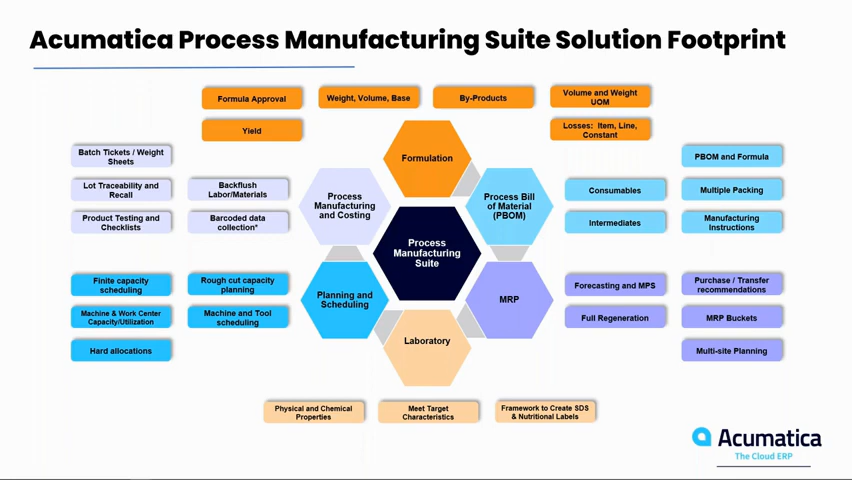 Acumatica Process Manufacturing Suite Solution Footprint
Formula Approval
Weight, Volume, Base
By-Products
Volume and Weight
UOM
Yield
Losses: Item, Line,
Constant
Formulation
Batch Tickets / Weight
Sheets
Lot Traceability and
Recall
Backflush
Labor/Materials
Product Testing and
Checklists
Barcoded data
collection*
Process
Manufacturing
and Costing
Process Bill
of Material
(PBOM)
PBOM and Formula
Consumables
Multiple Packing
Intermediates
Manufacturing
Instructions
Process
Manufacturing
Suite
Finite capacity
scheduling
Rough cut capacity
planning
Machine & Work Center
Capacity/Utilization
Machine and Tool
scheduling
Hard allocations
Planning and
Scheduling
MRP
Forecasting and MPS
Purchase / Transfer
recommendations
Full Regeneration
MRP Buckets
Multi-site Planning
Laboratory
Physical and Chemical
Properties
Meet Target
Characteristics
Framework to Create SDS
& Nutritional Labels
Acumatica
The Cloud ERP